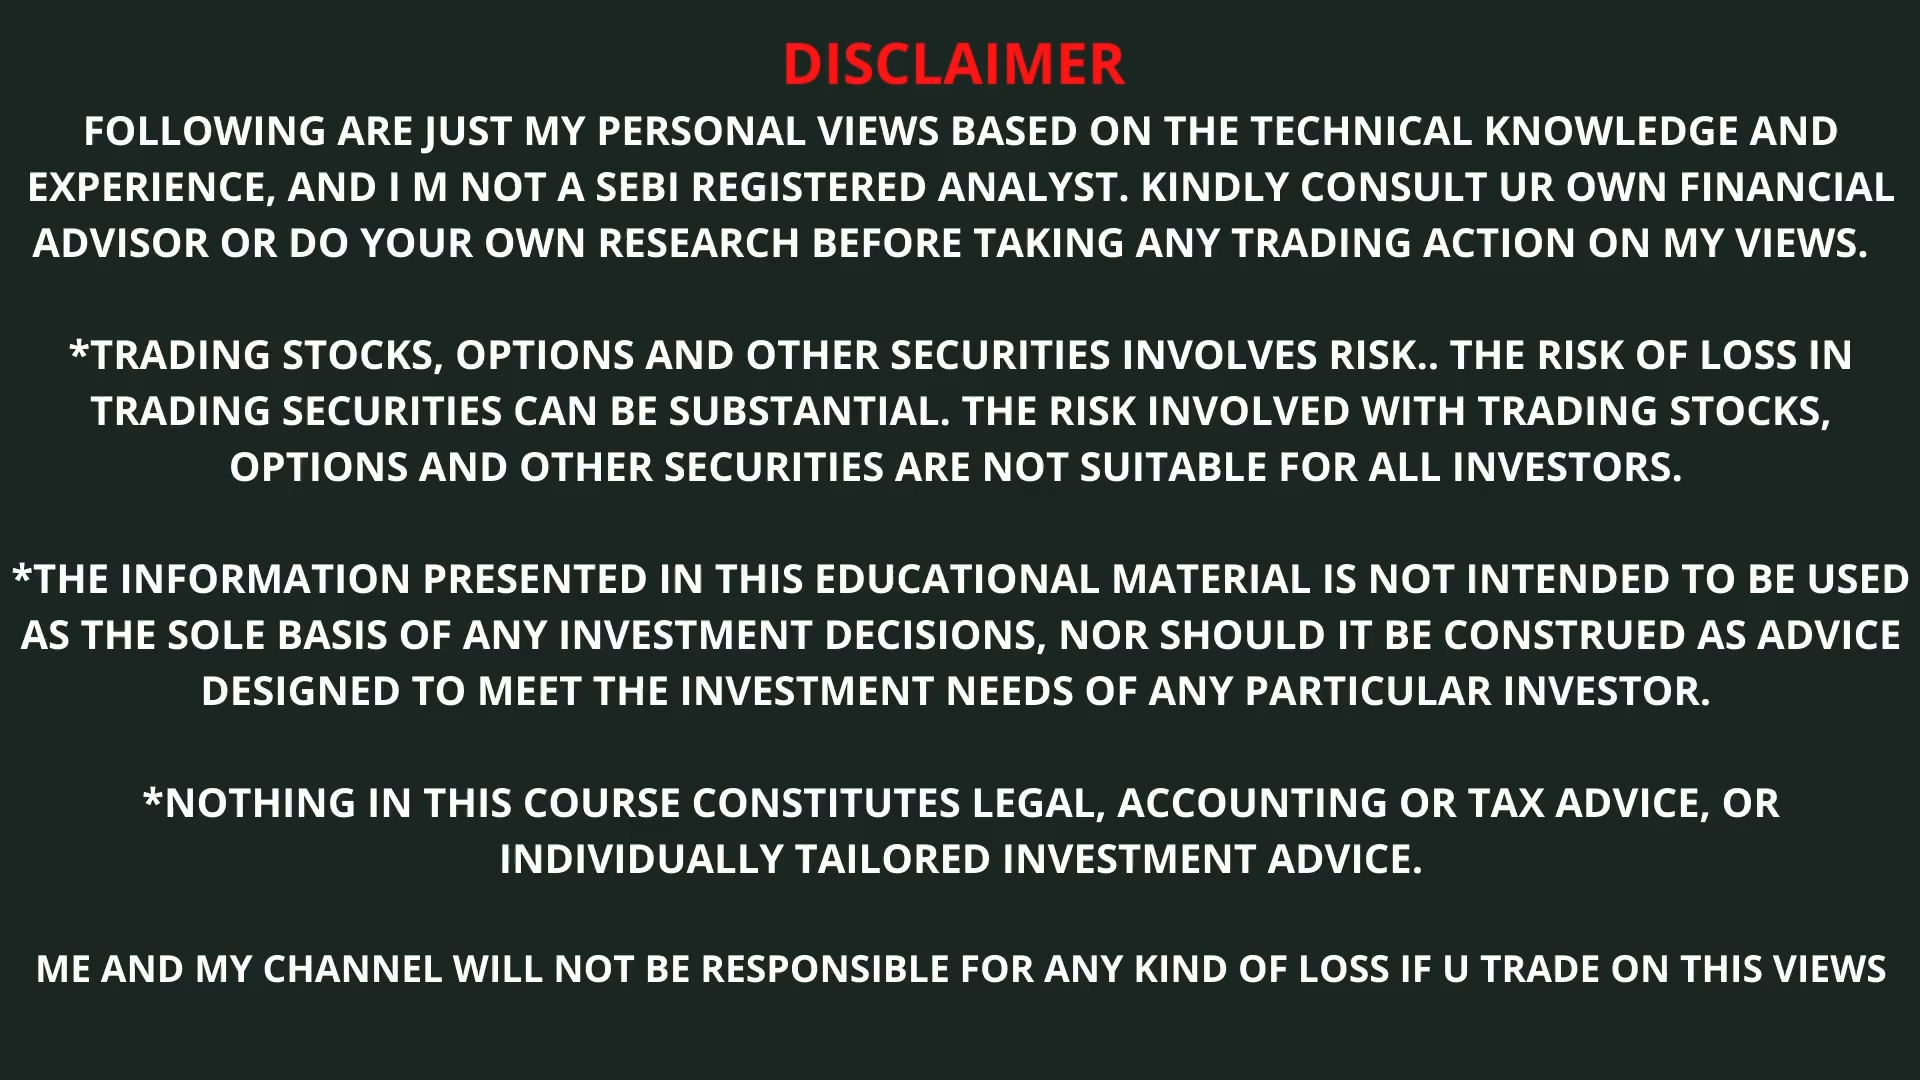 DISCLAIMER
FOLLOWING ARE JUST MY PERSONAL VIEWS BASED ON THE TECHNICAL KNOWLEDGE AND
EXPERIENCE, AND I M NOT A SEBI REGISTERED ANALYST. KINDLY CONSULT UR OWN FINANCIAL
ADVISOR OR DO YOUR OWN RESEARCH BEFORE TAKING ANY TRADING ACTION ON MY VIEWS.
*TRADING STOCKS, OPTIONS AND OTHER SECURITIES INVOLVES RISK.. THE RISK OF LOSS IN
TRADING SECURITIES CAN BE SUBSTANTIAL. THE RISK INVOLVED WITH TRADING STOCKS,
OPTIONS AND OTHER SECURITIES ARE NOT SUITABLE FOR ALL INVESTORS.
*THE INFORMATION PRESENTED IN THIS EDUCATIONAL MATERIAL IS NOT INTENDED TO BE USED
AS THE SOLE BASIS OF ANY INVESTMENT DECISIONS, NOR SHOULD IT BE CONSTRUED AS ADVICE
DESIGNED TO MEET THE INVESTMENT NEEDS OF ANY PARTICULAR INVESTOR.
*NOTHING IN THIS COURSE CONSTITUTES LEGAL, ACCOUNTING OR TAX ADVICE, OR
INDIVIDUALLY TAILORED INVESTMENT ADVICE.
ME AND MY CHANNEL WILL NOT BE RESPONSIBLE FOR ANY KIND OF LOSS IF U TRADE ON THIS VIEWS